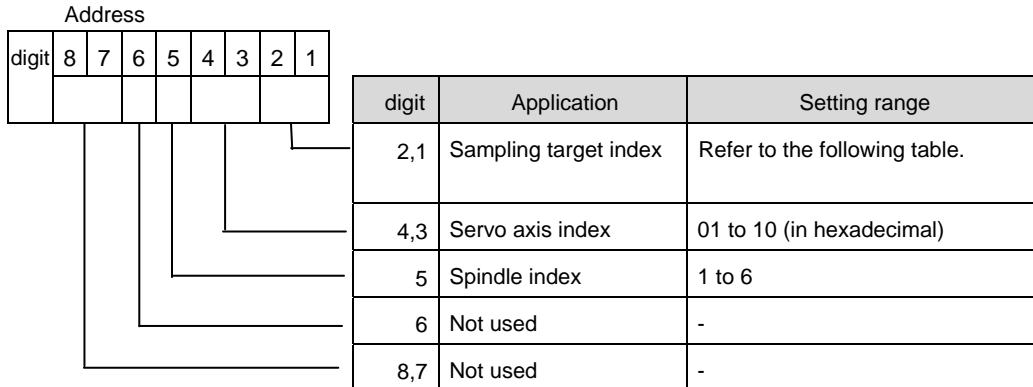 Address
digit 8 7 6 5 4 3 2 1
digit Application Setting range
2,1 Sampling target index Refer to the following table.
4,3 Servo axis index 01 to 10 (in hexadecimal)
5 Spindle index 1 to 6
6 Not used -
8,7 Not used -